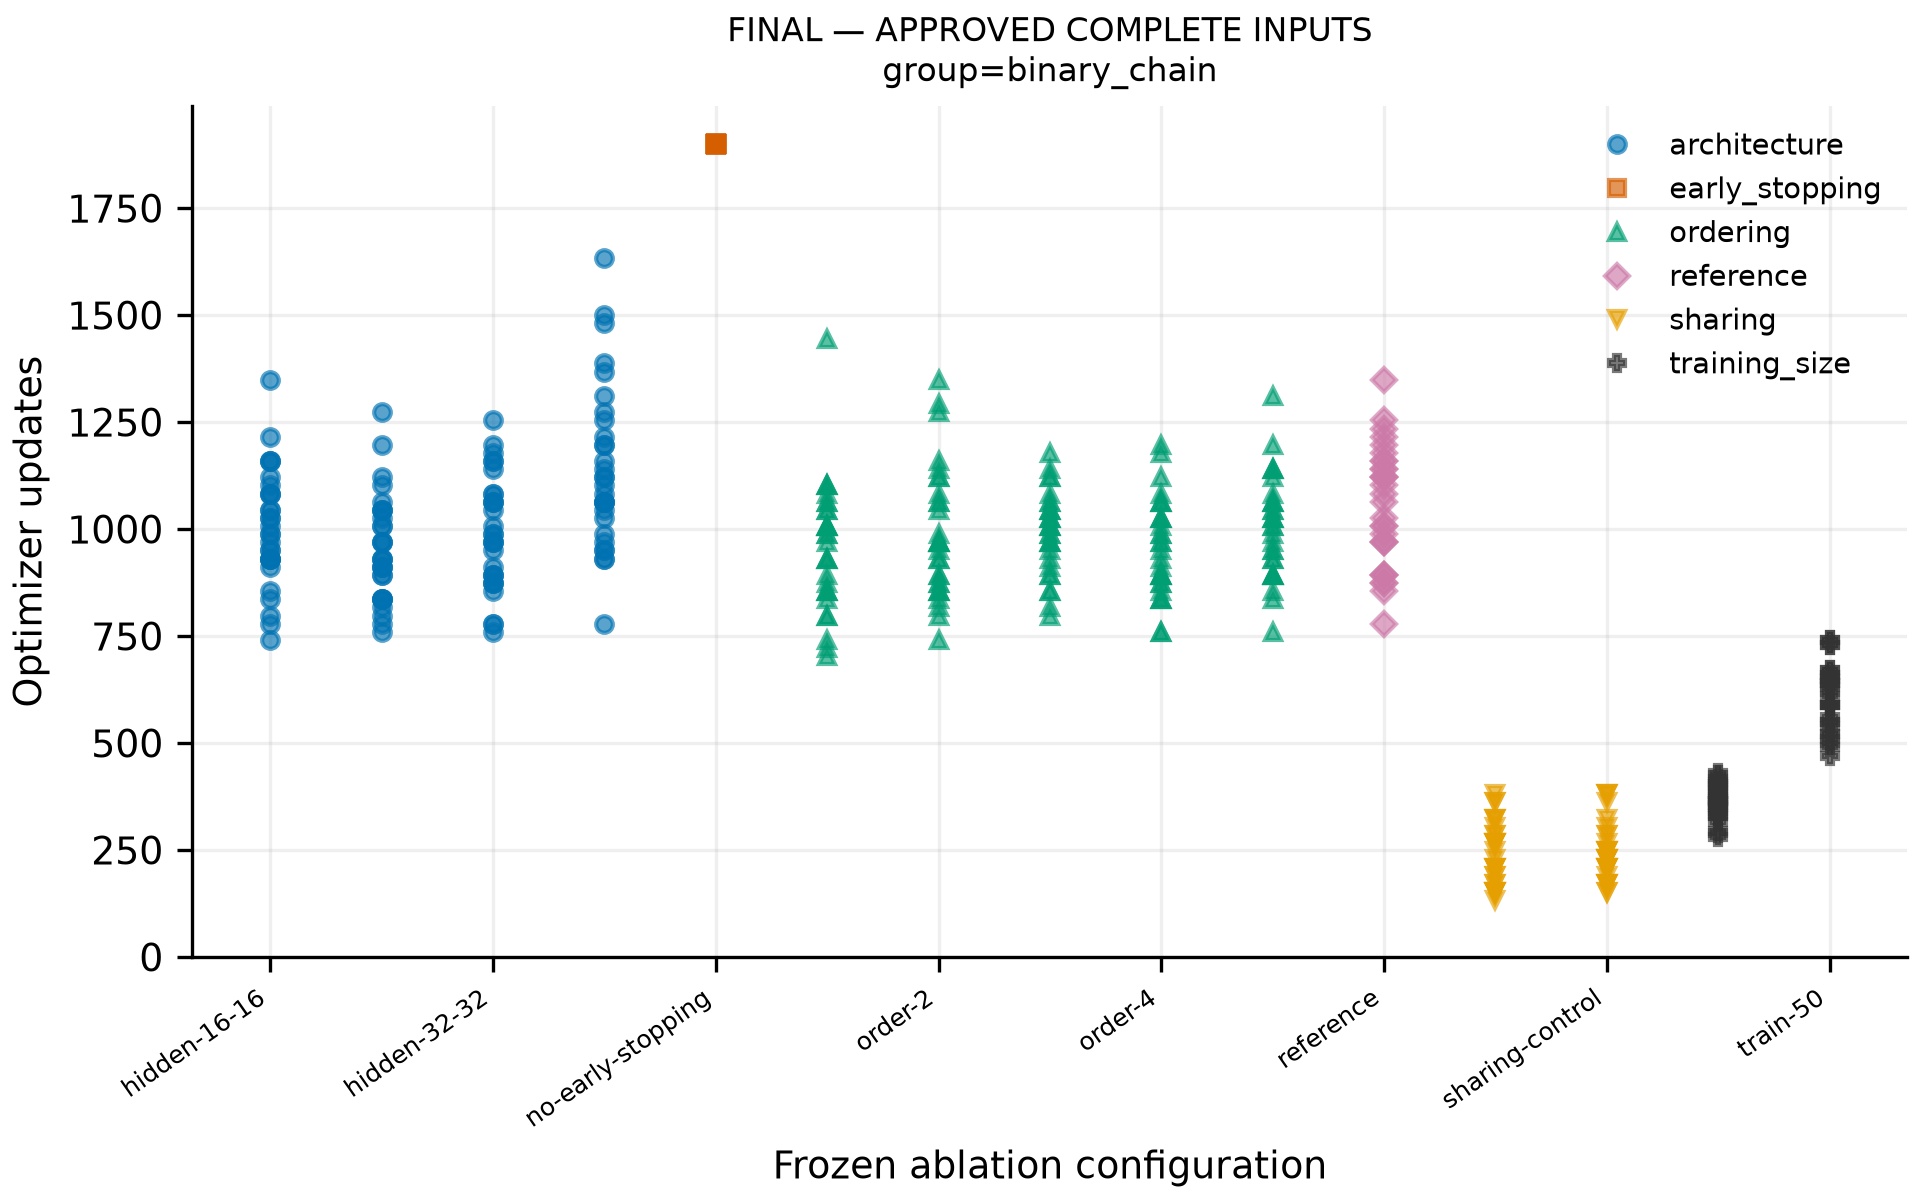 FINAL — APPROVED COMPLETE INPUTS
group=binary_chain
architecture
early_stopping
ordering
reference
sharing
training_size
Optimizer updates
1750
1500
1250
1000
750
500
250
0
hidden-16-16
hidden-32-32
no-early-stopping
order-2
order-4
reference
sharing-control
train-50
Frozen ablation configuration